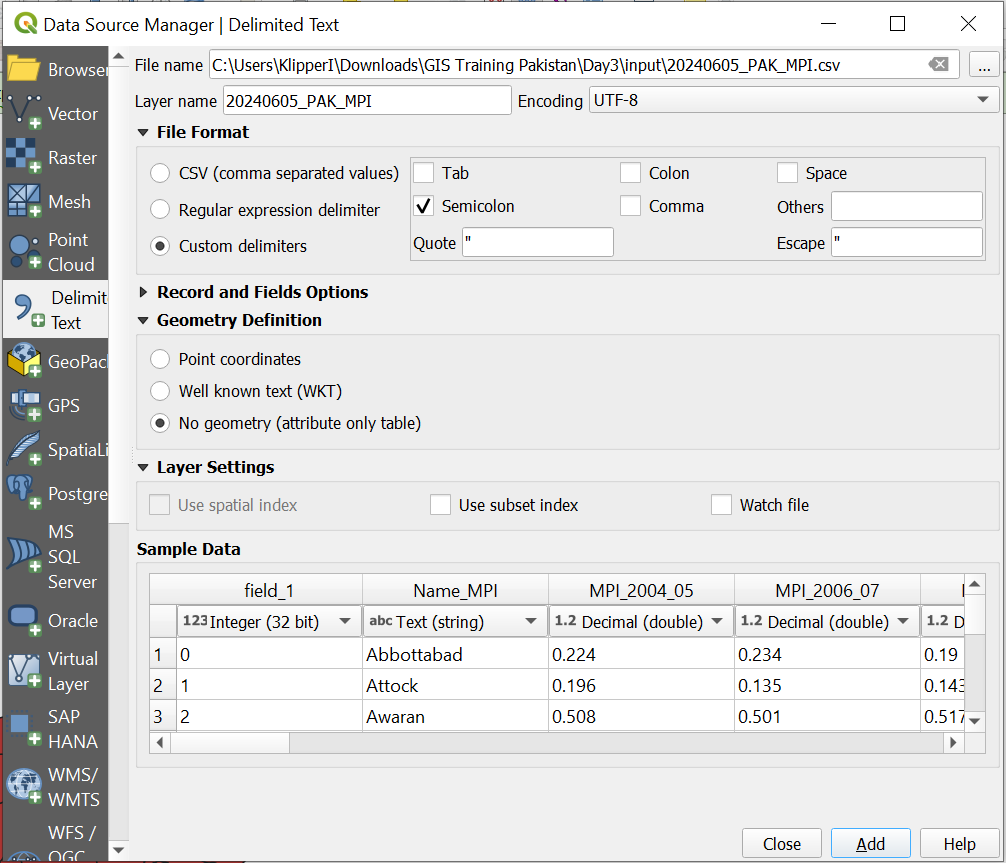 Data Source Manager | Delimited Text
Browser
Vector
Raster
Mesh
Point
Cloud
Delimit
Text
GeoPac
GPS
SpatiaLi
Postgre
MS
SQL
Server
Oracle
Virtual
Layer
SAP
HANA
WMS/
WMTS
WFS /
OGC
File name C:\Users\KlipperI\Downloads\GIS Training Pakistan\Day3\input\20240605_PAK_MPI.csv ...
Layer name 20240605_PAK_MPI Encoding UTF-8
File Format
CSV (comma separated values) Tab Colon Space
Regular expression delimiter Semicolon Comma Others
Custom delimiters Quote " Escape "
Record and Fields Options
Geometry Definition
Point coordinates
Well known text (WKT)
No geometry (attribute only table)
Layer Settings
Use spatial index Use subset index Watch file
Sample Data
field_1 Name_MPI MPI_2004_05 MPI_2006_07
123 Integer (32 bit) abc Text (string) 1.2 Decimal (double) 1.2 Decimal (double) 1.2 D
1 0 Abbottabad 0.224 0.234 0.19
2 1 Attock 0.196 0.135 0.143
3 2 Awaran 0.508 0.501 0.517
Close Add Help